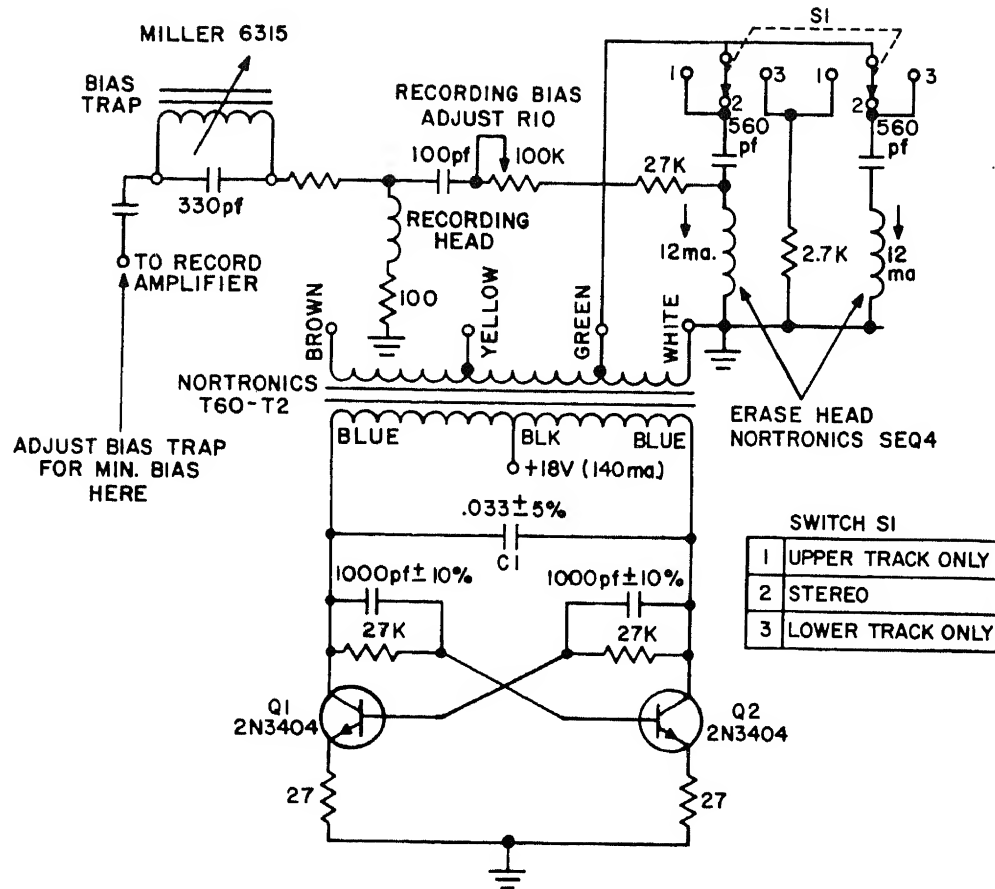 MILLER 6315
S1
BIAS
TRAP
RECORDING BIAS
ADJUST R10
1
3
1
3
2
2
560
pf
560
pf
100pf
100K
27K
330pf
RECORDING
HEAD
12ma.
2.7K
12
ma
TO RECORD
AMPLIFIER
100
BROWN
YELLOW
GREEN
WHITE
NORTRONICS
T60-T2
ERASE HEAD
NORTRONICS SEQ4
BLUE
BLK
BLUE
ADJUST BIAS TRAP
FOR MIN. BIAS
HERE
+18V (140ma.)
.033±5%
C1
SWITCH S1
1 UPPER TRACK ONLY
2 STEREO
3 LOWER TRACK ONLY
1000pf±10%
1000pf±10%
27K
27K
Q1
2N3404
Q2
2N3404
27
27